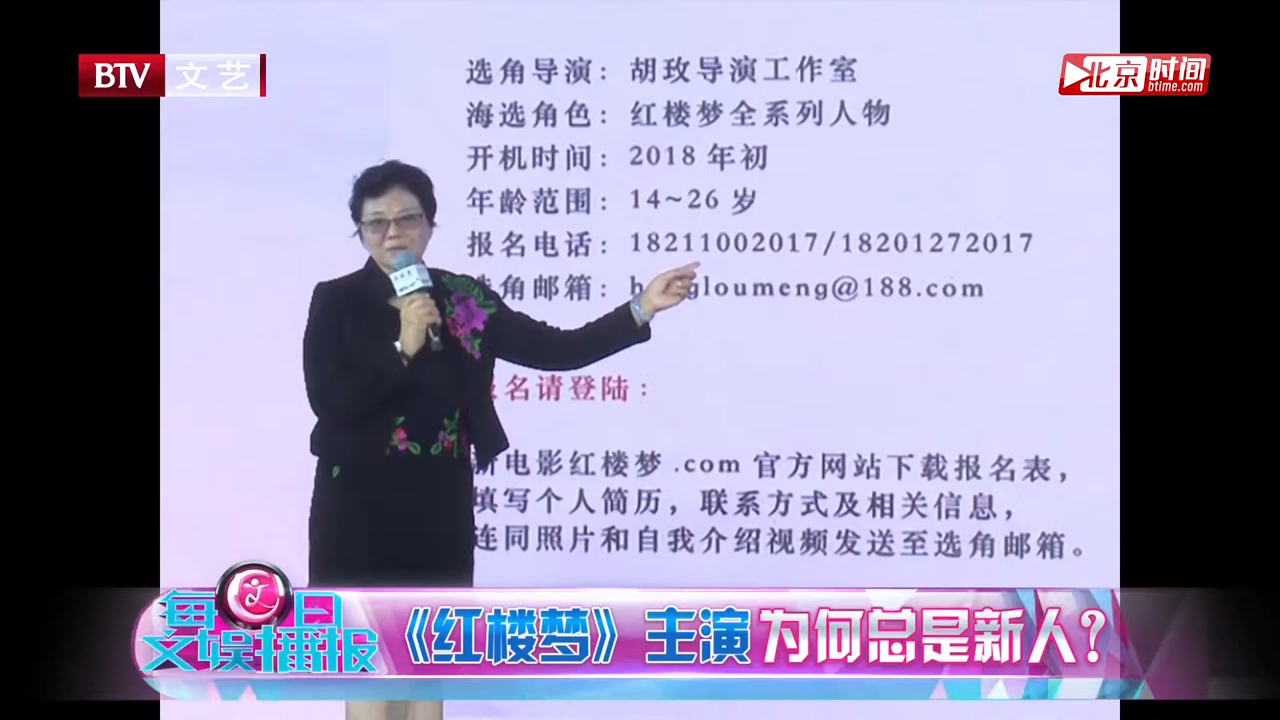 BTV 文艺
北京时间
btime.com
选角导演：胡玫导演工作室
海选角色：红楼梦全系列人物
开机时间：2018 年初
年龄范围：14~26 岁
报名电话：18211002017/18201272017
角邮箱：h gloumeng@188.com
名请登陆：
新电影红楼梦.com 官方网站下载报名表，
填写个人简历，联系方式及相关信息，
连同照片和自我介绍视频发送至选角邮箱。
每日
文娱播报
《红楼梦》主演 为何总是新人？